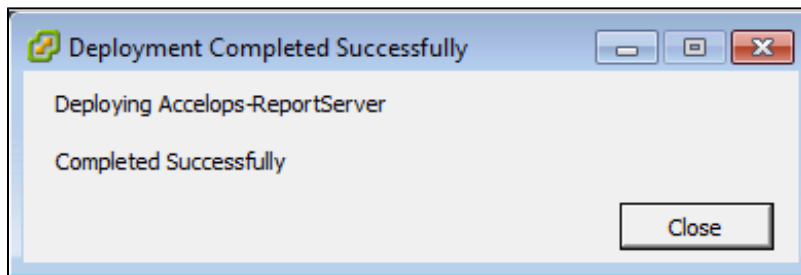 Deployment Completed Successfully
Deploying Accelops-ReportServer
Completed Successfully
Close